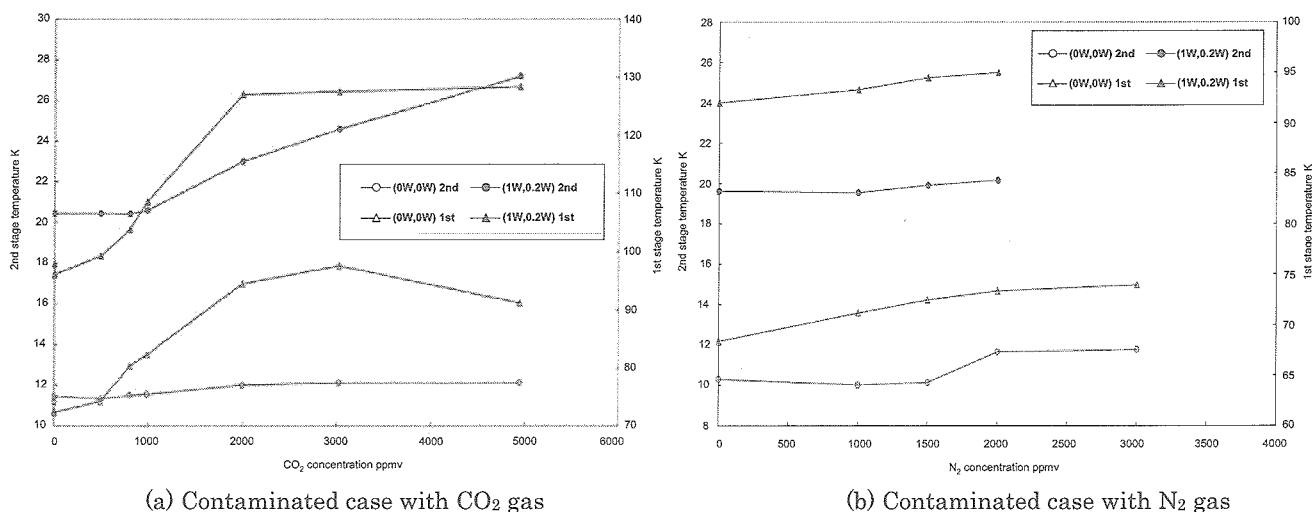 30
28
26
24
22
20
18
16
14
12
10
2nd stage temperature K
(0W,0W) 2nd (1W,0.2W) 2nd
(0W,0W) 1st (1W,0.2W) 1st
140
130
120
110
100
90
80
70
1st stage temperature K
0 1000 2000 3000 4000 5000 6000
CO₂ concentration ppmv
(a) Contaminated case with CO₂ gas
28
26
24
22
20
18
16
14
12
10
8
2nd stage temperature K
(0W,0W) 2nd (1W,0.2W) 2nd
(0W,0W) 1st (1W,0.2W) 1st
100
95
90
85
80
75
70
65
60
1st stage temperature K
0 500 1000 1500 2000 2500 3000 3500 4000
N₂ concentration ppmv
(b) Contaminated case with N₂ gas